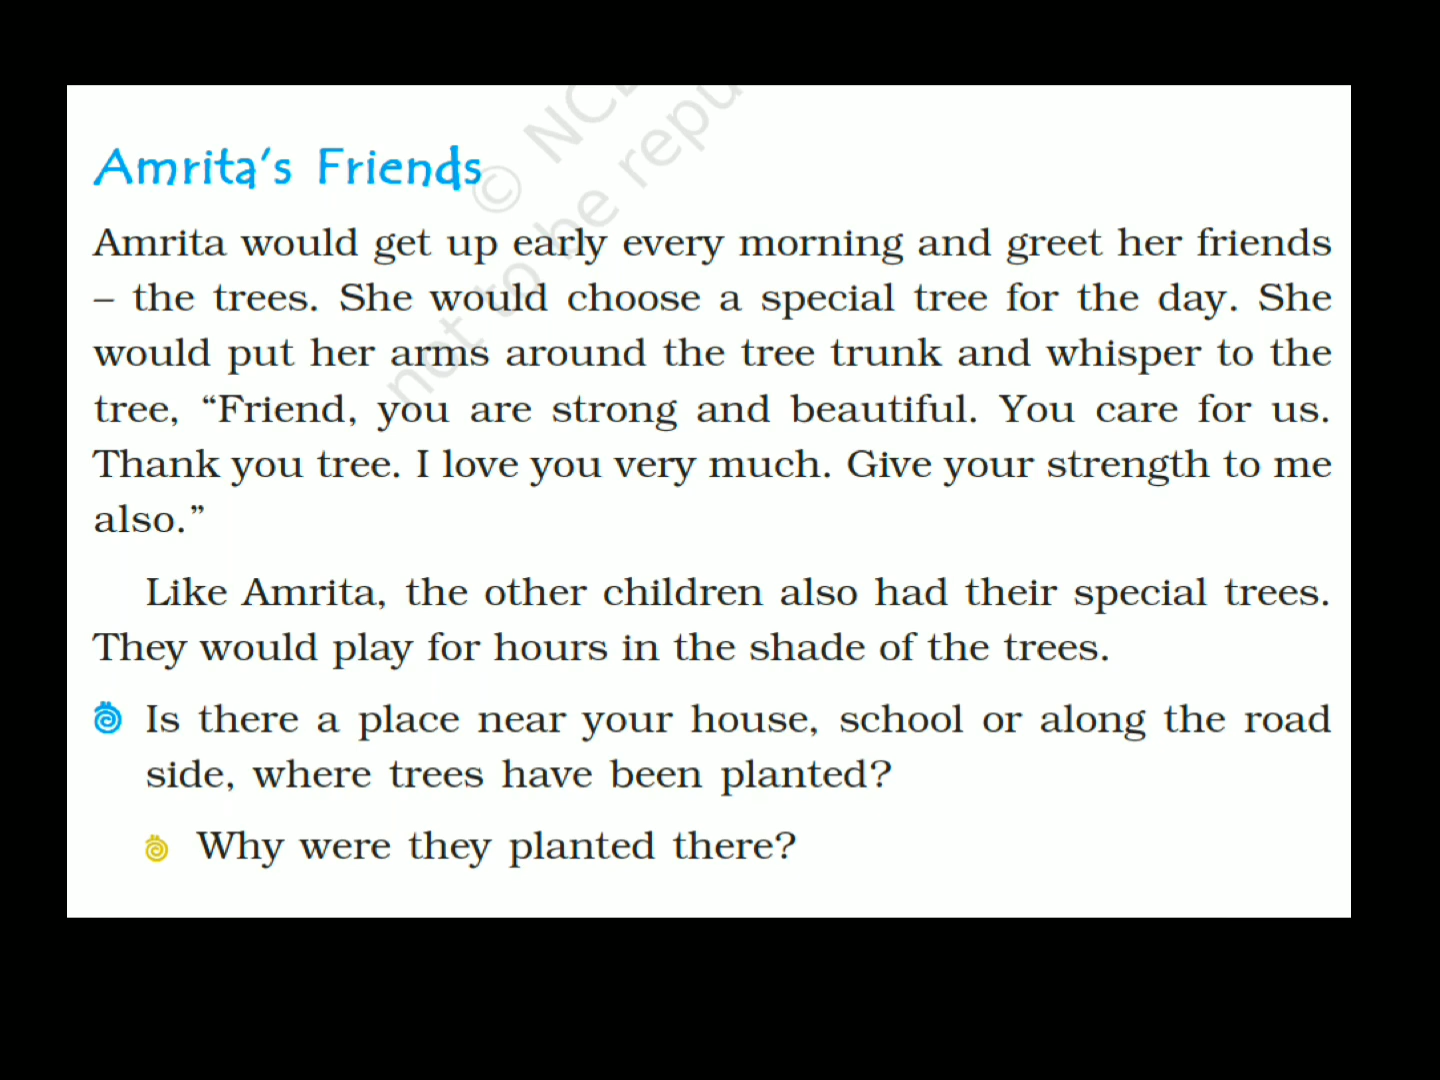 Amrita's Friends
© NCE
not to be repu
Amrita would get up early every morning and greet her friends
– the trees. She would choose a special tree for the day. She
would put her arms around the tree trunk and whisper to the
tree, “Friend, you are strong and beautiful. You care for us.
Thank you tree. I love you very much. Give your strength to me
also.”
Like Amrita, the other children also had their special trees.
They would play for hours in the shade of the trees.
Is there a place near your house, school or along the road
side, where trees have been planted?
Why were they planted there?